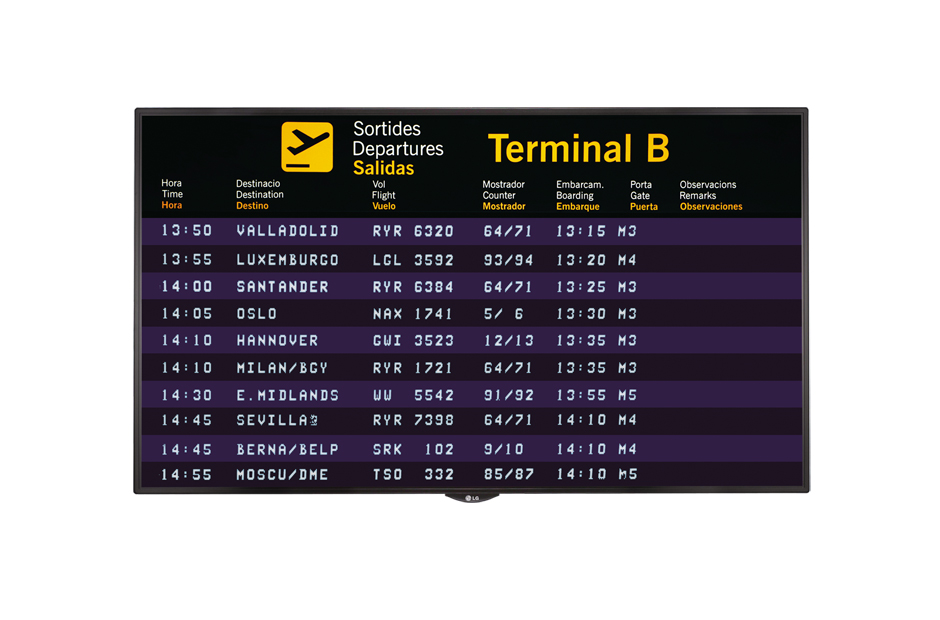 Sortides
Departures
Salidas
Terminal B
Hora Destinacio Vol Mostrador Embarcam. Porta Observacions
Time Destination Flight Counter Boarding Gate Remarks
Hora Destino Vuelo Mostrador Embarque Puerta Observaciones
13:50 VALLADOLID RYR 6320 64/71 13:15 M3
13:55 LUXEMBURGO LGL 3592 93/94 13:20 M4
14:00 SANTANDER RYR 6384 64/71 13:25 M3
14:05 OSLO NAX 1741 5/ 6 13:30 M3
14:10 HANNOVER GWI 3523 12/13 13:35 M3
14:10 MILAN/BGY RYR 1721 64/71 13:35 M3
14:30 E.MIDLANDS WW 5542 91/92 13:55 M5
14:45 SEVILLA RYR 7398 64/71 14:10 M4
14:45 BERNA/BELP SRK 102 9/10 14:10 M4
14:55 MOSCU/DME TSO 332 85/87 14:10 M5
LG